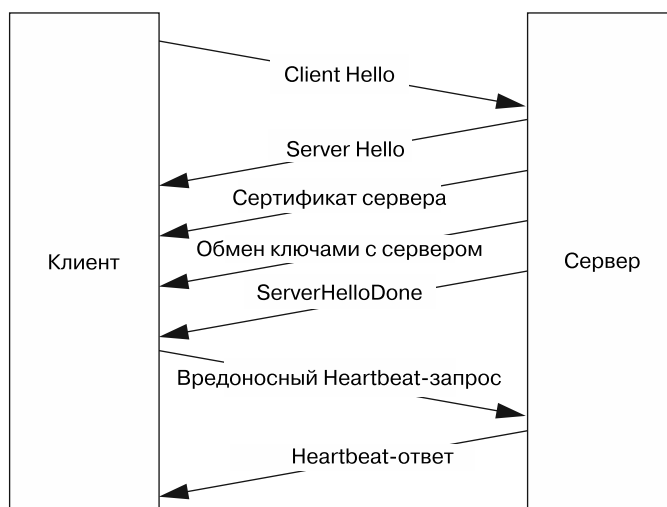 Client Hello
Server Hello
Сертификат сервера
Клиент
Обмен ключами с сервером
Сервер
ServerHelloDone
Вредоносный Heartbeat-запрос
Heartbeat-ответ